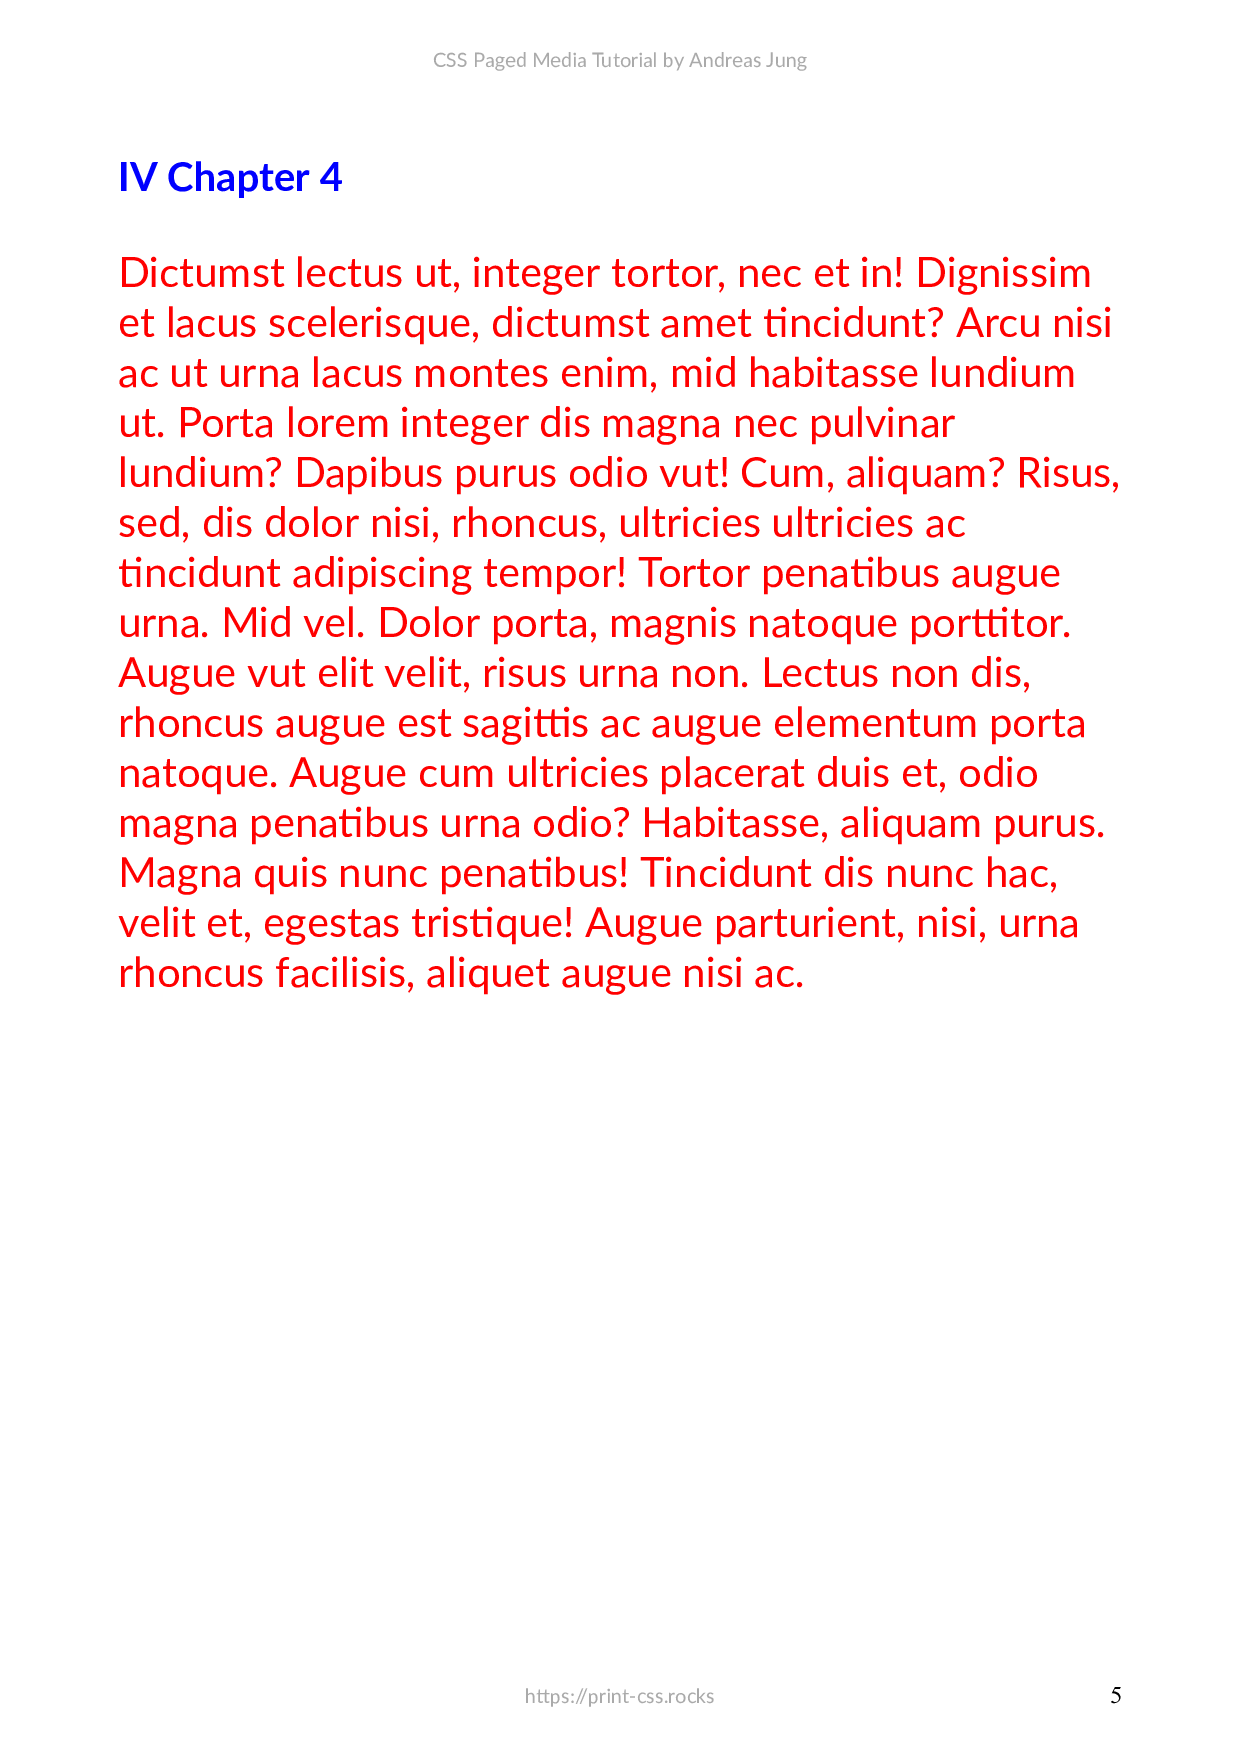 CSS Paged Media Tutorial by Andreas Jung
IV Chapter 4
Dictumst lectus ut, integer tortor, nec et in! Dignissim
et lacus scelerisque, dictumst amet tincidunt? Arcu nisi
ac ut urna lacus montes enim, mid habitasse lundium
ut. Porta lorem integer dis magna nec pulvinar
lundium? Dapibus purus odio vut! Cum, aliquam? Risus,
sed, dis dolor nisi, rhoncus, ultricies ultricies ac
tincidunt adipiscing tempor! Tortor penatibus augue
urna. Mid vel. Dolor porta, magnis natoque porttitor.
Augue vut elit velit, risus urna non. Lectus non dis,
rhoncus augue est sagittis ac augue elementum porta
natoque. Augue cum ultricies placerat duis et, odio
magna penatibus urna odio? Habitasse, aliquam purus.
Magna quis nunc penatibus! Tincidunt dis nunc hac,
velit et, egestas tristique! Augue parturient, nisi, urna
rhoncus facilisis, aliquet augue nisi ac.
https://print-css.rocks
5